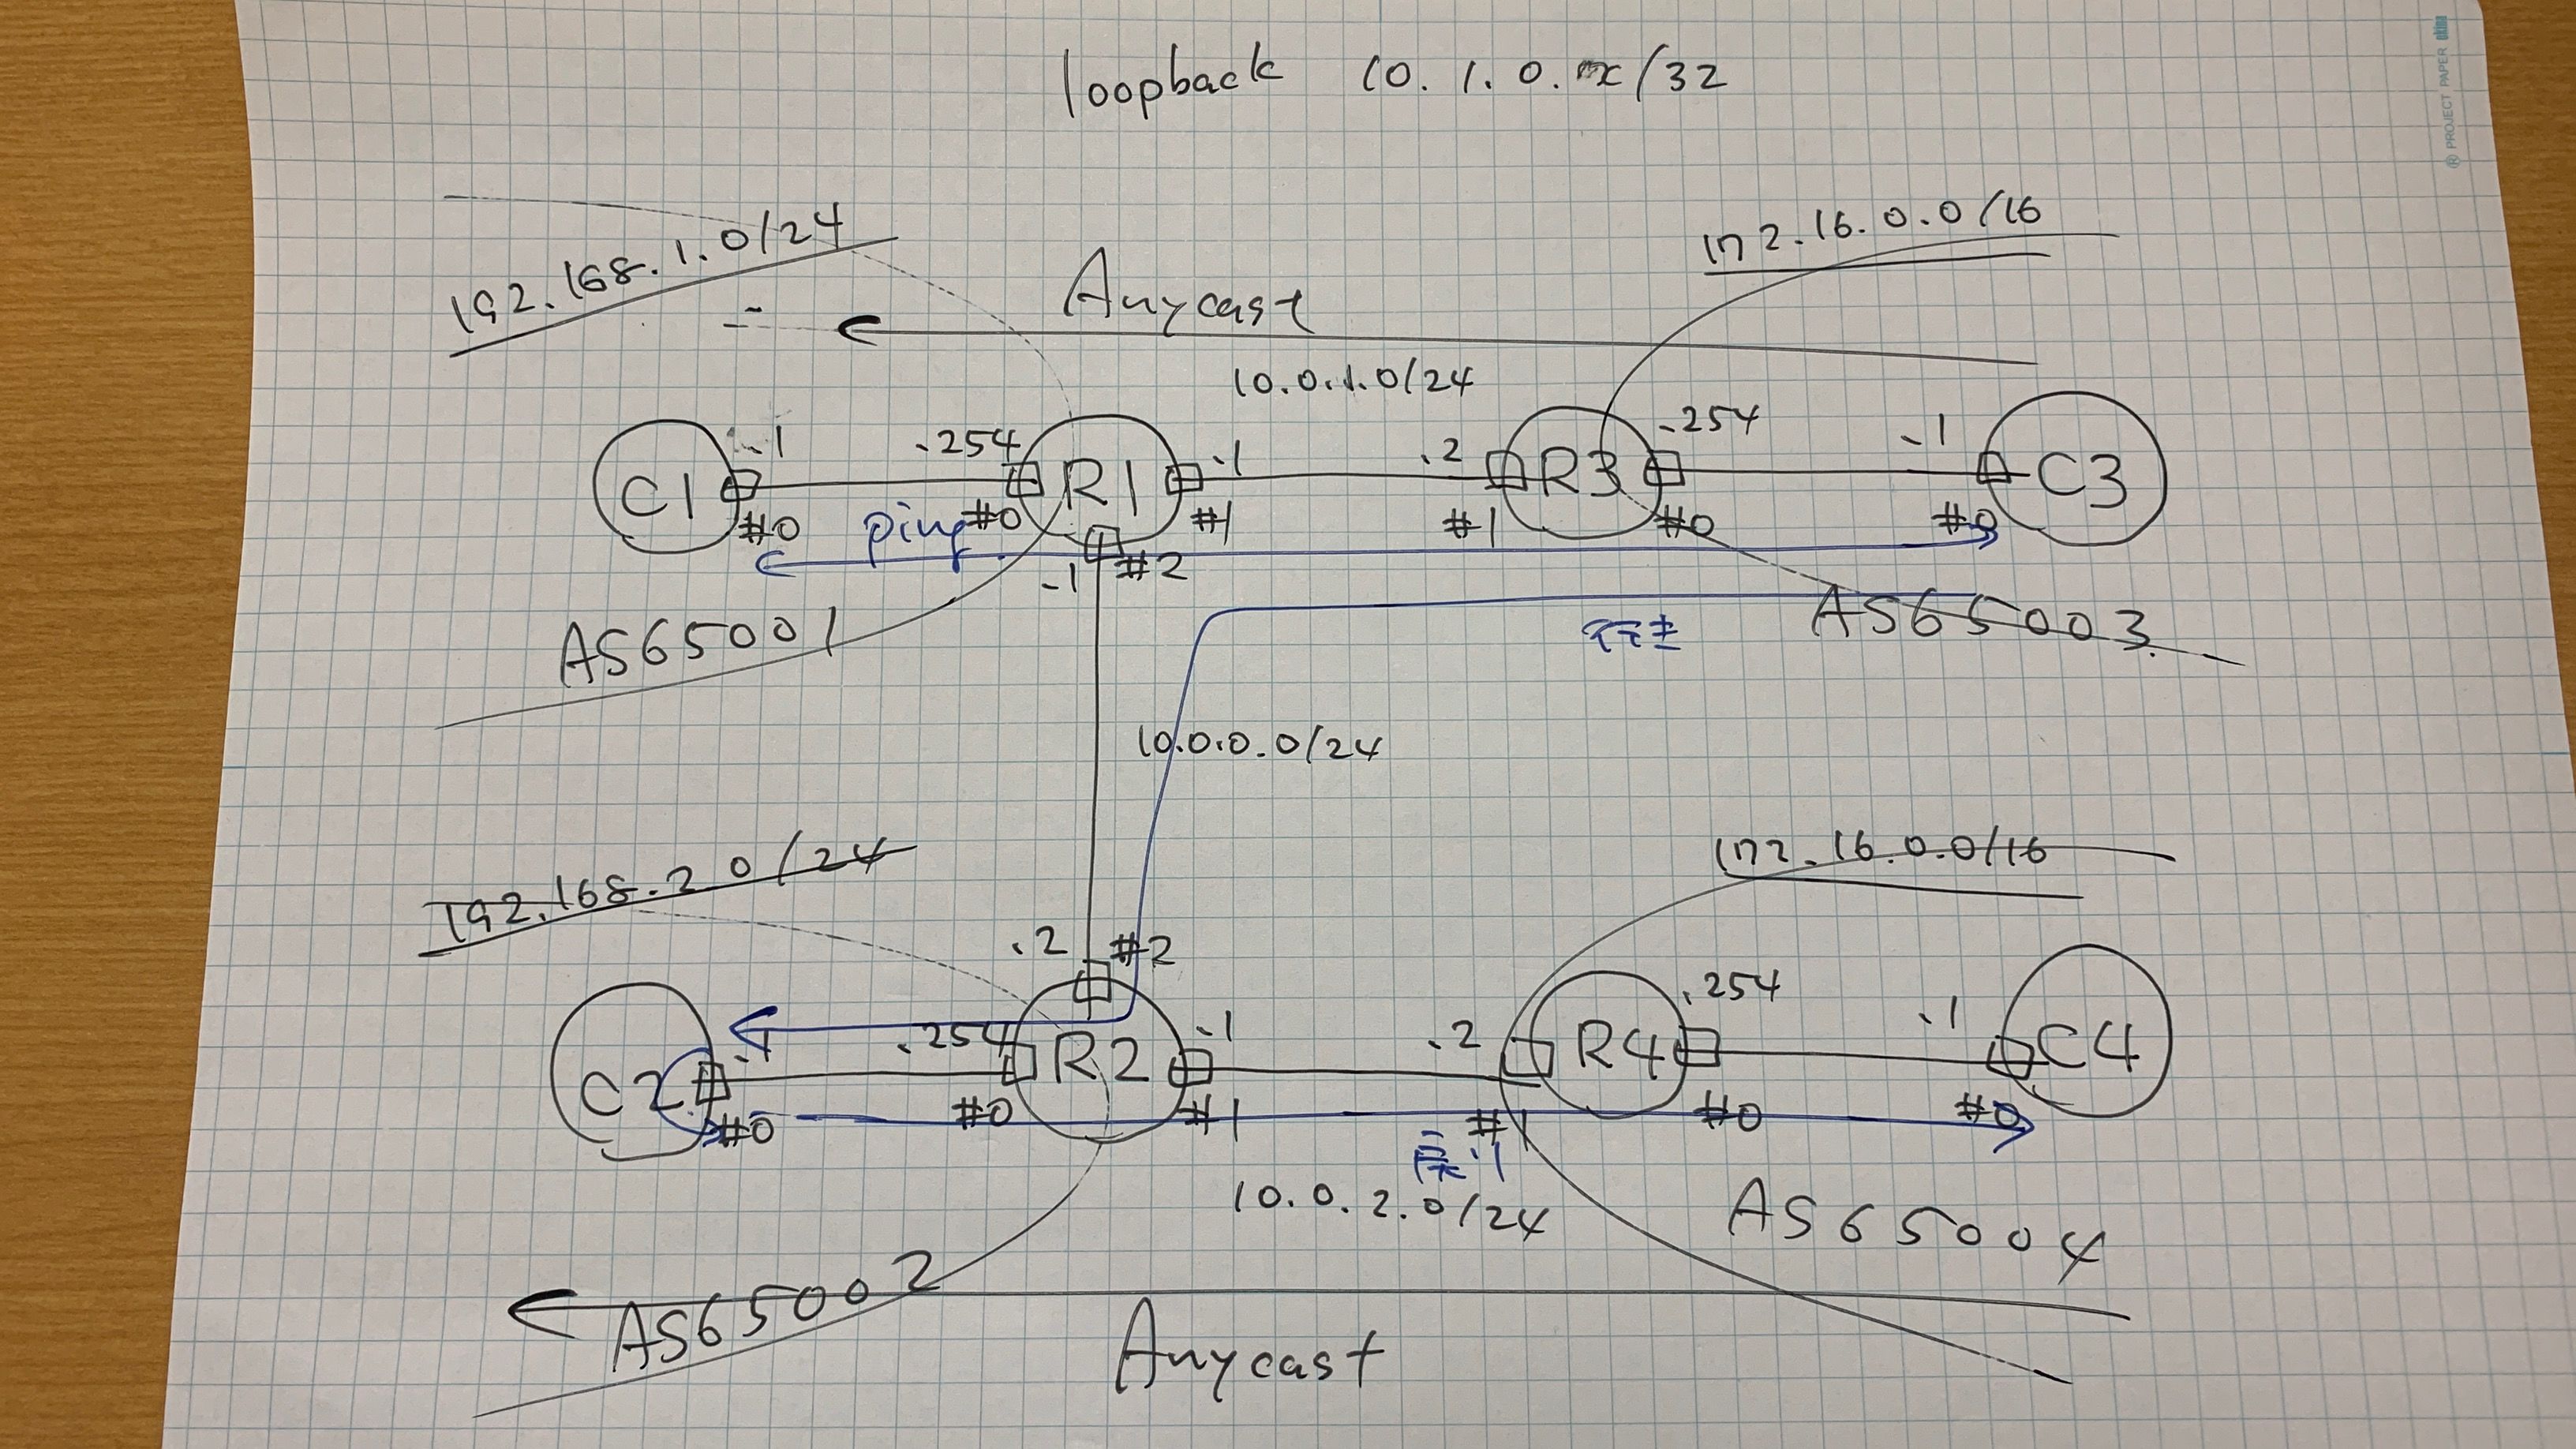 loopback 10.1.0.x/32
PROJECT PAPER
192.168.1.0/24
172.16.0.0/16
Anycast
10.0.1.0/24
C1
.1
#0
ping
.254
#0
R1
.1
#1
.1
#2
.2
#1
R3
.254
#0
.1
#0
C3
AS65001
行き
AS65003
10.0.0.0/24
192.168.2.0/24
172.16.0.0/16
.2
#2
C2
.1
#0
.254
#0
R2
.1
#1
.2
#1
R4
.254
#0
.1
#0
C4
戻り
10.0.2.0/24
AS65004
AS65002
Anycast